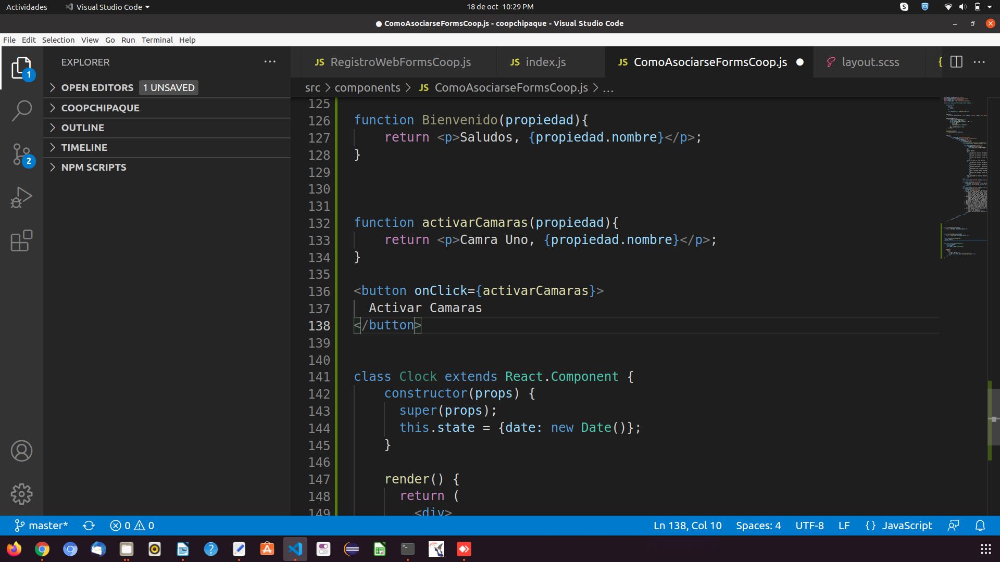 Actividades
Visual Studio Code
18 de oct 10:29 PM
S
● ComoAsociarseFormsCoop.js - coopchipaque - Visual Studio Code
File Edit Selection View Go Run Terminal Help
EXPLORER
JS RegistroWebFormsCoop.js
JS index.js
JS ComoAsociarseFormsCoop.js
layout.scss
{
1
OPEN EDITORS 1 UNSAVED
COOPCHIPAQUE
OUTLINE
TIMELINE
NPM SCRIPTS
2
src > components > JS ComoAsociarseFormsCoop.js > ...
125
126 function Bienvenido(propiedad){
127 return <p>Saludos, {propiedad.nombre}</p>;
128 }
129
130
131
132 function activarCamaras(propiedad){
133 return <p>Camra Uno, {propiedad.nombre}</p>;
134 }
135
136 <button onClick={activarCamaras}>
137 Activar Camaras
138 </button>
139
140
141 class Clock extends React.Component {
142 constructor(props) {
143 super(props);
144 this.state = {date: new Date()};
145 }
146
147 render() {
148 return (
149 <div>
master* 0 0
Ln 138, Col 10 Spaces: 4 UTF-8 LF {} JavaScript